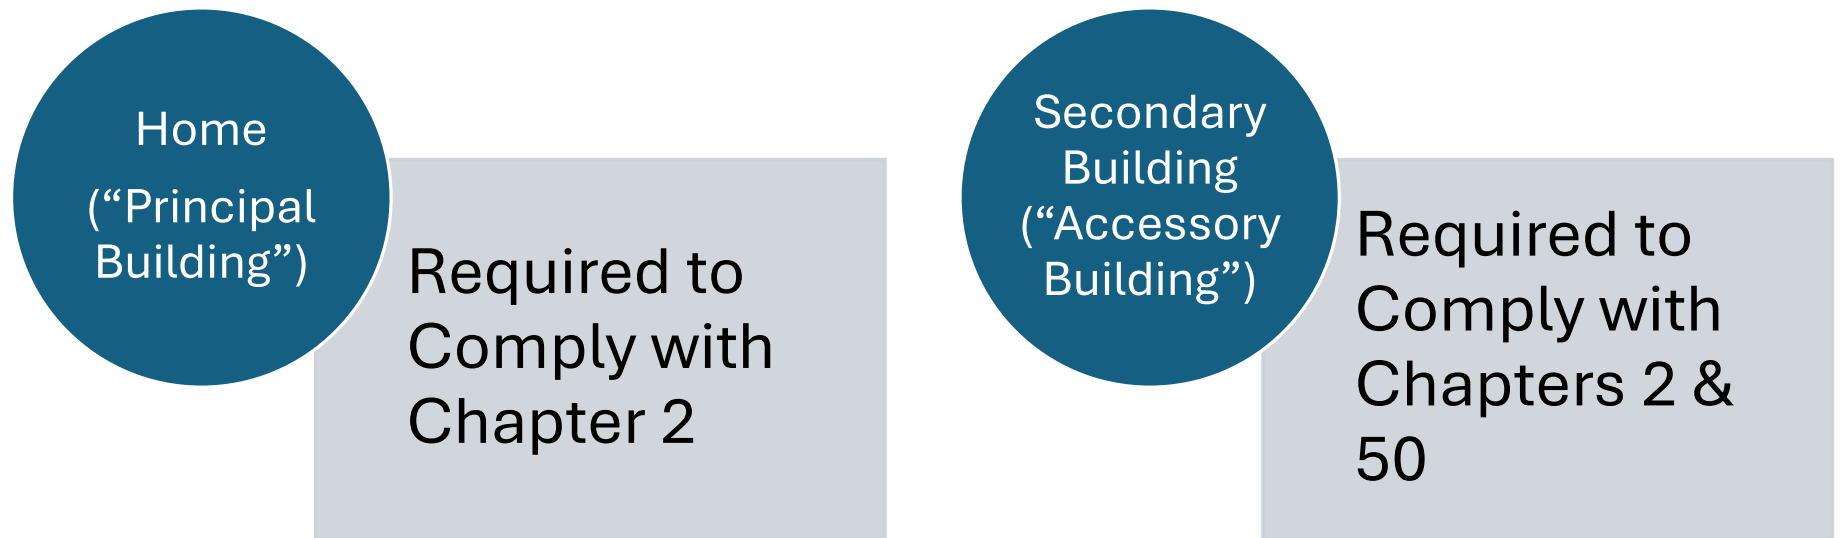 Home
(“Principal
Building”)
Required to
Comply with
Chapter 2
Secondary
Building
(“Accessory
Building”)
Required to
Comply with
Chapters 2 &
50